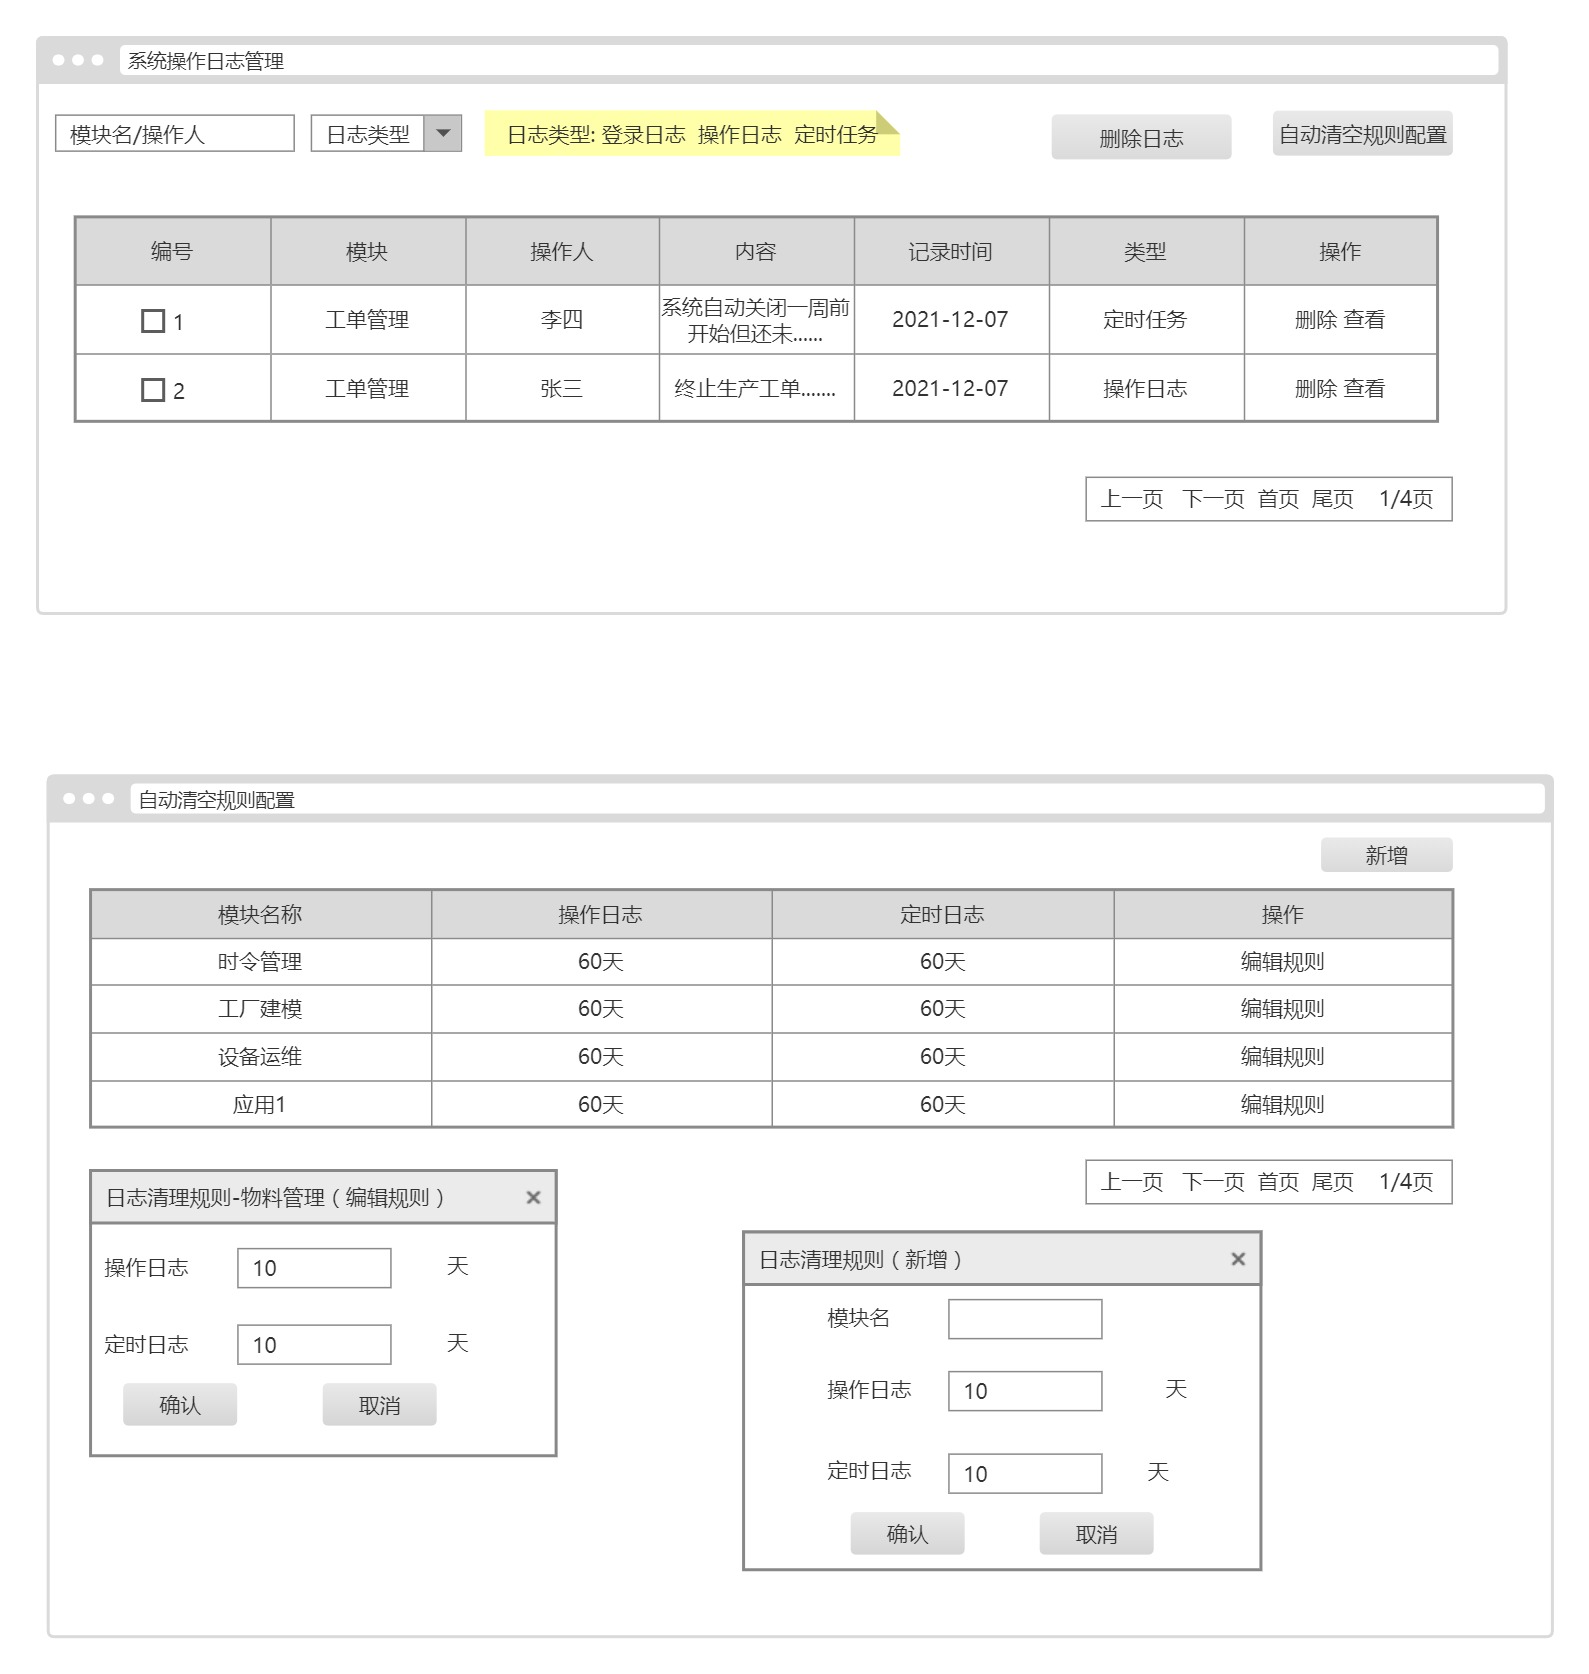 系统操作日志管理
模块名/操作人 日志类型 日志类型: 登录日志 操作日志 定时任务 删除日志 自动清空规则配置
编号 模块 操作人 内容 记录时间 类型 操作
1 工单管理 李四 系统自动关闭一周前开始但还未...... 2021-12-07 定时任务 删除 查看
2 工单管理 张三 终止生产工单....... 2021-12-07 操作日志 删除 查看
上一页 下一页 首页 尾页 1/4页
自动清空规则配置
新增
模块名称 操作日志 定时日志 操作
时令管理 60天 60天 编辑规则
工厂建模 60天 60天 编辑规则
设备运维 60天 60天 编辑规则
应用1 60天 60天 编辑规则
上一页 下一页 首页 尾页 1/4页
日志清理规则-物料管理（编辑规则） ×
操作日志 10 天
定时日志 10 天
确认 取消
日志清理规则（新增） ×
模块名
操作日志 10 天
定时日志 10 天
确认 取消